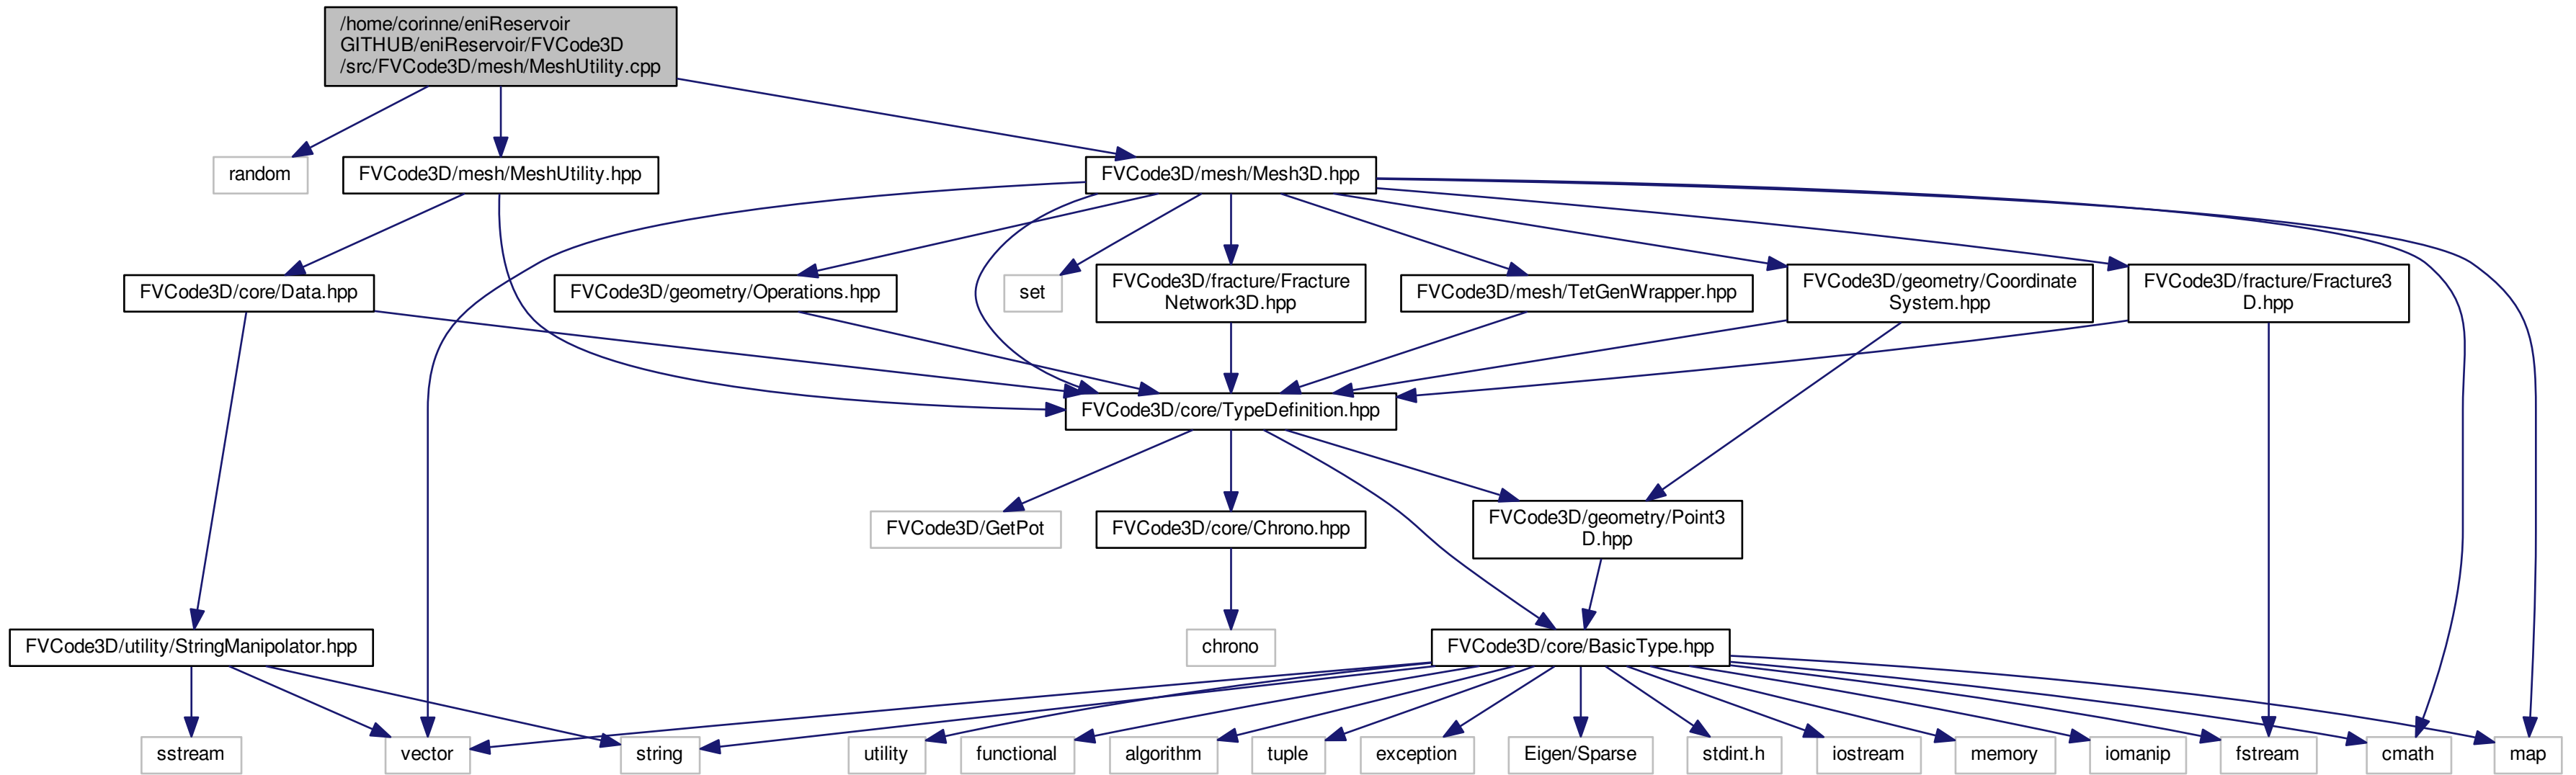 /home/corinne/eniReservoir
GITHUB/eniReservoir/FVCode3D
/src/FVCode3D/mesh/MeshUtility.cpp
random
FVCode3D/mesh/MeshUtility.hpp
FVCode3D/mesh/Mesh3D.hpp
FVCode3D/core/Data.hpp
FVCode3D/geometry/Operations.hpp
set
FVCode3D/fracture/Fracture
Network3D.hpp
FVCode3D/mesh/TetGenWrapper.hpp
FVCode3D/geometry/Coordinate
System.hpp
FVCode3D/fracture/Fracture3
D.hpp
FVCode3D/core/TypeDefinition.hpp
FVCode3D/GetPot
FVCode3D/core/Chrono.hpp
FVCode3D/geometry/Point3
D.hpp
FVCode3D/utility/StringManipolator.hpp
chrono
FVCode3D/core/BasicType.hpp
sstream
vector
string
utility
functional
algorithm
tuple
exception
Eigen/Sparse
stdint.h
iostream
memory
iomanip
fstream
cmath
map